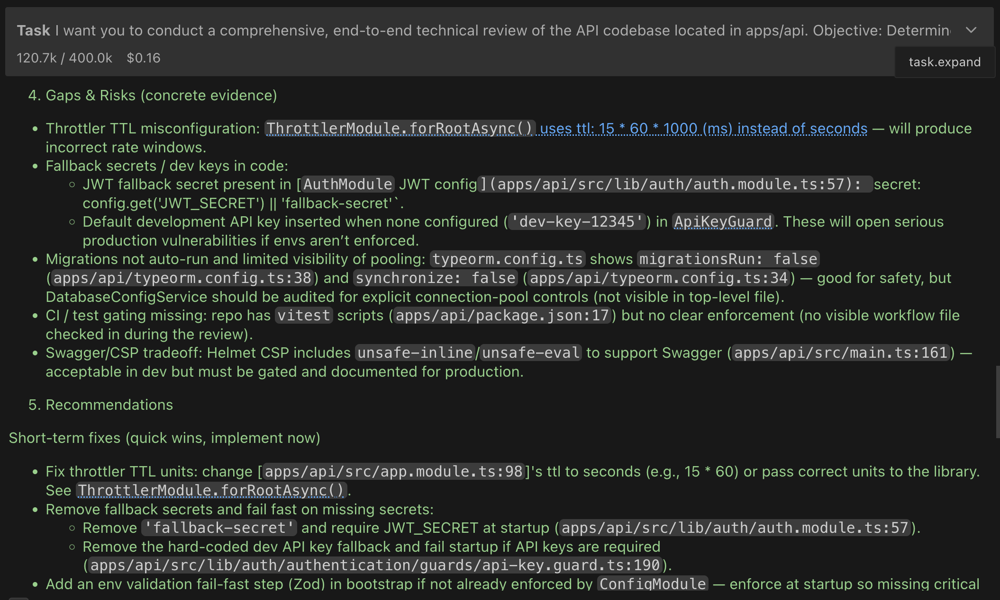 Task I want you to conduct a comprehensive, end-to-end technical review of the API codebase located in apps/api. Objective: Determin
120.7k / 400.0k $0.16
task.expand
4. Gaps & Risks (concrete evidence)
• Throttler TTL misconfiguration: ThrottlerModule.forRootAsync() uses ttl: 15 * 60 * 1000 (ms) instead of seconds — will produce
incorrect rate windows.
• Fallback secrets / dev keys in code:
○ JWT fallback secret present in [AuthModule JWT config](apps/api/src/lib/auth/auth.module.ts:57): secret:
config.get('JWT_SECRET') || 'fallback-secret'`.
○ Default development API key inserted when none configured ('dev-key-12345') in ApiKeyGuard. These will open serious
production vulnerabilities if envs aren’t enforced.
• Migrations not auto-run and limited visibility of pooling: typeorm.config.ts shows migrationsRun: false
(apps/api/typeorm.config.ts:38) and synchronize: false (apps/api/typeorm.config.ts:34) — good for safety, but
DatabaseConfigService should be audited for explicit connection-pool controls (not visible in top-level file).
• CI / test gating missing: repo has vitest scripts (apps/api/package.json:17) but no clear enforcement (no visible workflow file
checked in during the review).
• Swagger/CSP tradeoff: Helmet CSP includes unsafe-inline/unsafe-eval to support Swagger (apps/api/src/main.ts:161) —
acceptable in dev but must be gated and documented for production.
5. Recommendations
Short-term fixes (quick wins, implement now)
• Fix throttler TTL units: change [apps/api/src/app.module.ts:98]'s ttl to seconds (e.g., 15 * 60) or pass correct units to the library.
See ThrottlerModule.forRootAsync().
• Remove fallback secrets and fail fast on missing secrets:
○ Remove 'fallback-secret' and require JWT_SECRET at startup (apps/api/src/lib/auth/auth.module.ts:57).
○ Remove the hard-coded dev API key fallback and fail startup if API keys are required
(apps/api/src/lib/auth/authentication/guards/api-key.guard.ts:190).
• Add an env validation fail-fast step (Zod) in bootstrap if not already enforced by ConfigModule — enforce at startup so missing critical